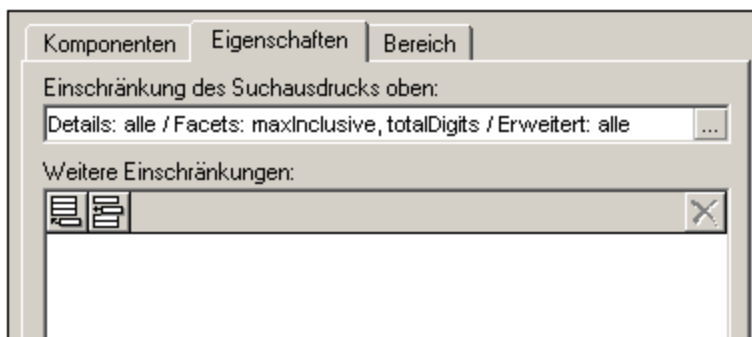 Komponenten Eigenschaften Bereich
Einschränkung des Suchausdrucks oben:
Details: alle / Facets: maxInclusive, totalDigits / Erweitert: alle ...
Weitere Einschränkungen: